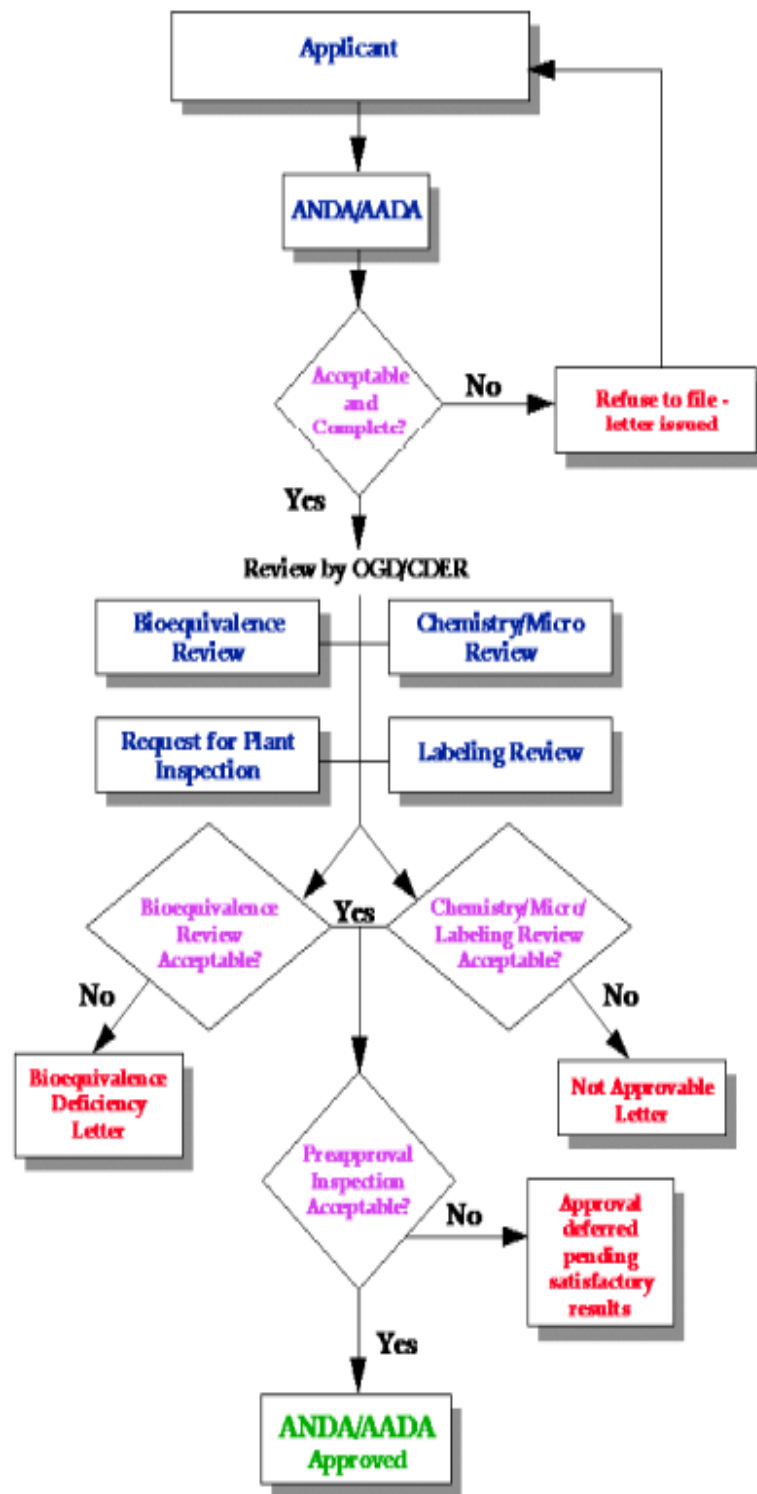 Applicant
ANDA/AADA
Acceptable
and
Complete?
No
Refuse to file -
letter issued
Yes
Review by OGD/CDER
Bioequivalence
Review
Chemistry/Micro
Review
Request for Plant
Inspection
Labeling Review
Bioequivalence
Review
Acceptable?
Yes
Chemistry/Micro/
Labeling Review
Acceptable?
No
No
Bioequivalence
Deficiency
Letter
Not Approvable
Letter
Preapproval
Inspection
Acceptable?
No
Approval
deferred
pending
satisfactory
results
Yes
ANDA/AADA
Approved